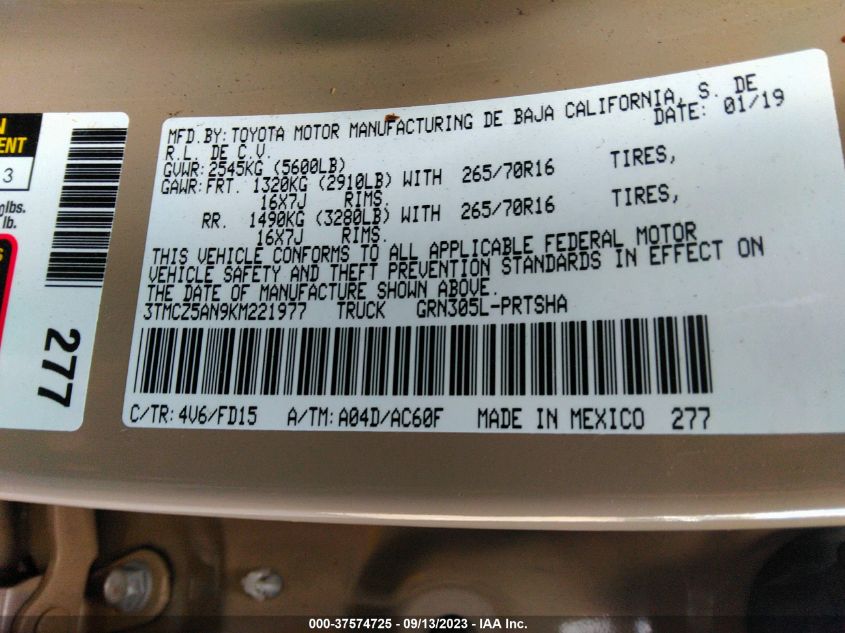 MFD.BY:TOYOTA MOTOR MANUFACTURING DE BAJA CALIFORNIA, S. DE
R.L. DE C.V. DATE: 01/19
GVWR:2545KG (5600LB)
GAWR:FRT. 1320KG (2910LB) WITH 265/70R16 TIRES,
16X7J RIMS.
RR. 1490KG (3280LB) WITH 265/70R16 TIRES,
16X7J RIMS.
THIS VEHICLE CONFORMS TO ALL APPLICABLE FEDERAL MOTOR
VEHICLE SAFETY AND THEFT PREVENTION STANDARDS IN EFFECT ON
THE DATE OF MANUFACTURE SHOWN ABOVE.
3TMCZ5AN9KM221977 TRUCK GRN305L-PRTSHA
C/TR:4V6/FD15 A/TM:A04D/AC60F MADE IN MEXICO 277
277
3
lbs.
lb.
000-37574725 - 09/13/2023 - IAA Inc.